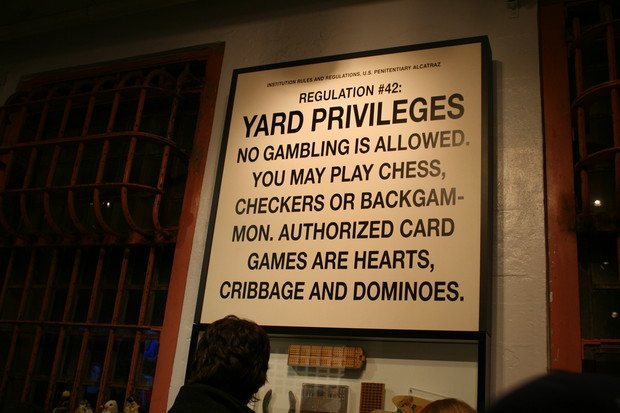 INSTITUTION RULES AND REGULATIONS, U.S. PENITENTIARY ALCATRAZ
REGULATION #42:
YARD PRIVILEGES
NO GAMBLING IS ALLOWED.
YOU MAY PLAY CHESS,
CHECKERS OR BACKGAM-
MON. AUTHORIZED CARD
GAMES ARE HEARTS,
CRIBBAGE AND DOMINOES.